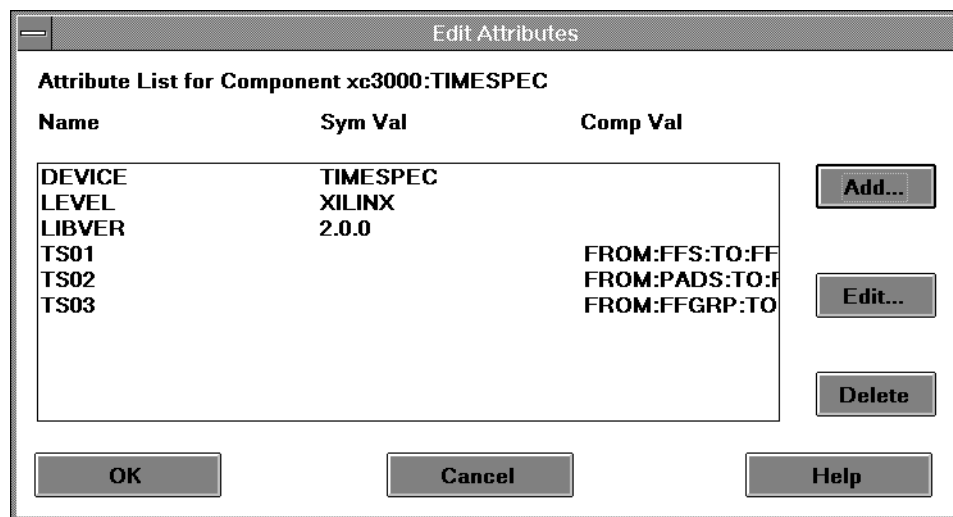 Edit Attributes
Attribute List for Component xc3000:TIMESPEC
Name Sym Val Comp Val
DEVICE TIMESPEC
LEVEL XILINX
LIBVER 2.0.0
TS01 FROM:FFS:TO:FF
TS02 FROM:PADS:TO:F
TS03 FROM:FFGRP:TO
Add...
Edit...
Delete
OK Cancel Help